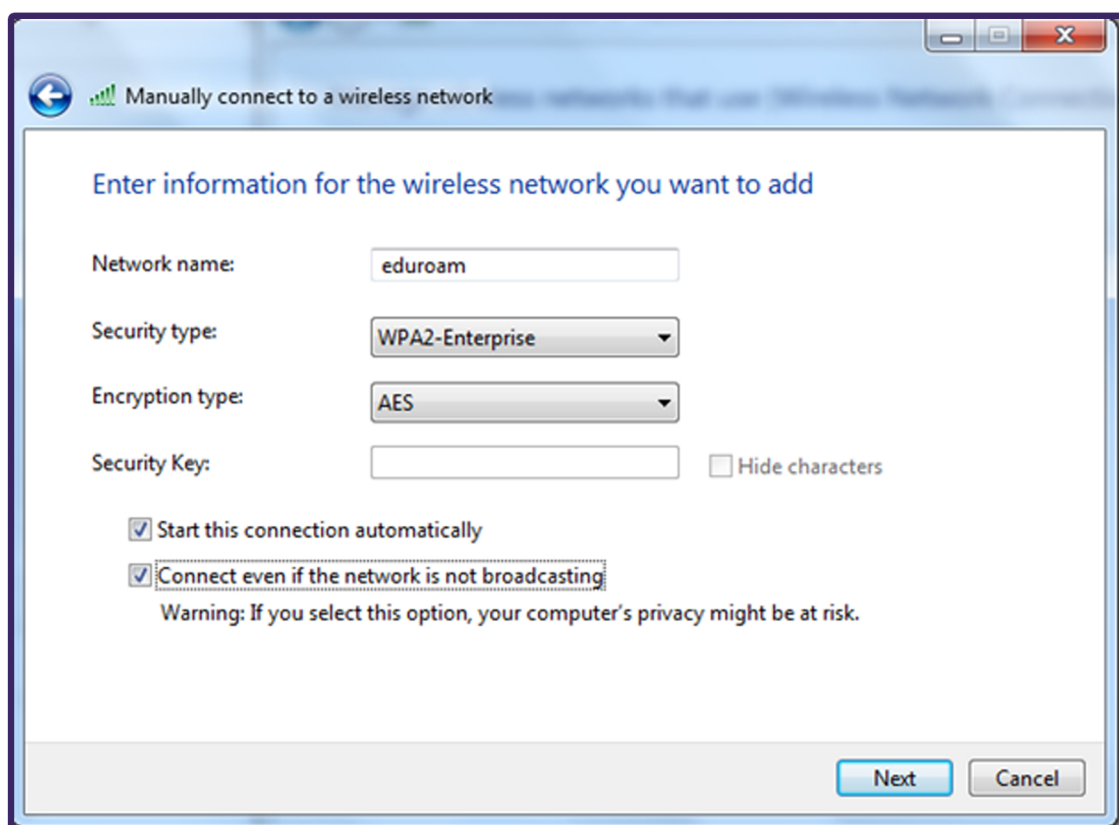 Manually connect to a wireless network
Enter information for the wireless network you want to add
Network name: eduroam
Security type: WPA2-Enterprise
Encryption type: AES
Security Key: Hide characters
Start this connection automatically
Connect even if the network is not broadcasting
Warning: If you select this option, your computer's privacy might be at risk.
Next Cancel